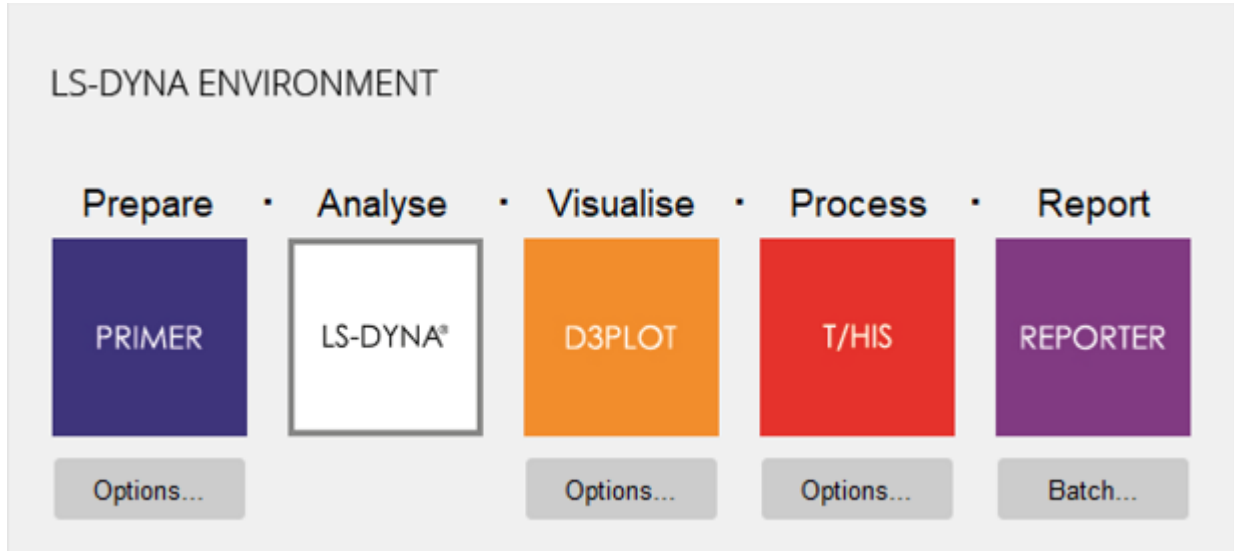 LS-DYNA ENVIRONMENT
Prepare · Analyse · Visualise · Process · Report
PRIMER LS-DYNA® D3PLOT T/HIS REPORTER
Options... Options... Options... Batch...